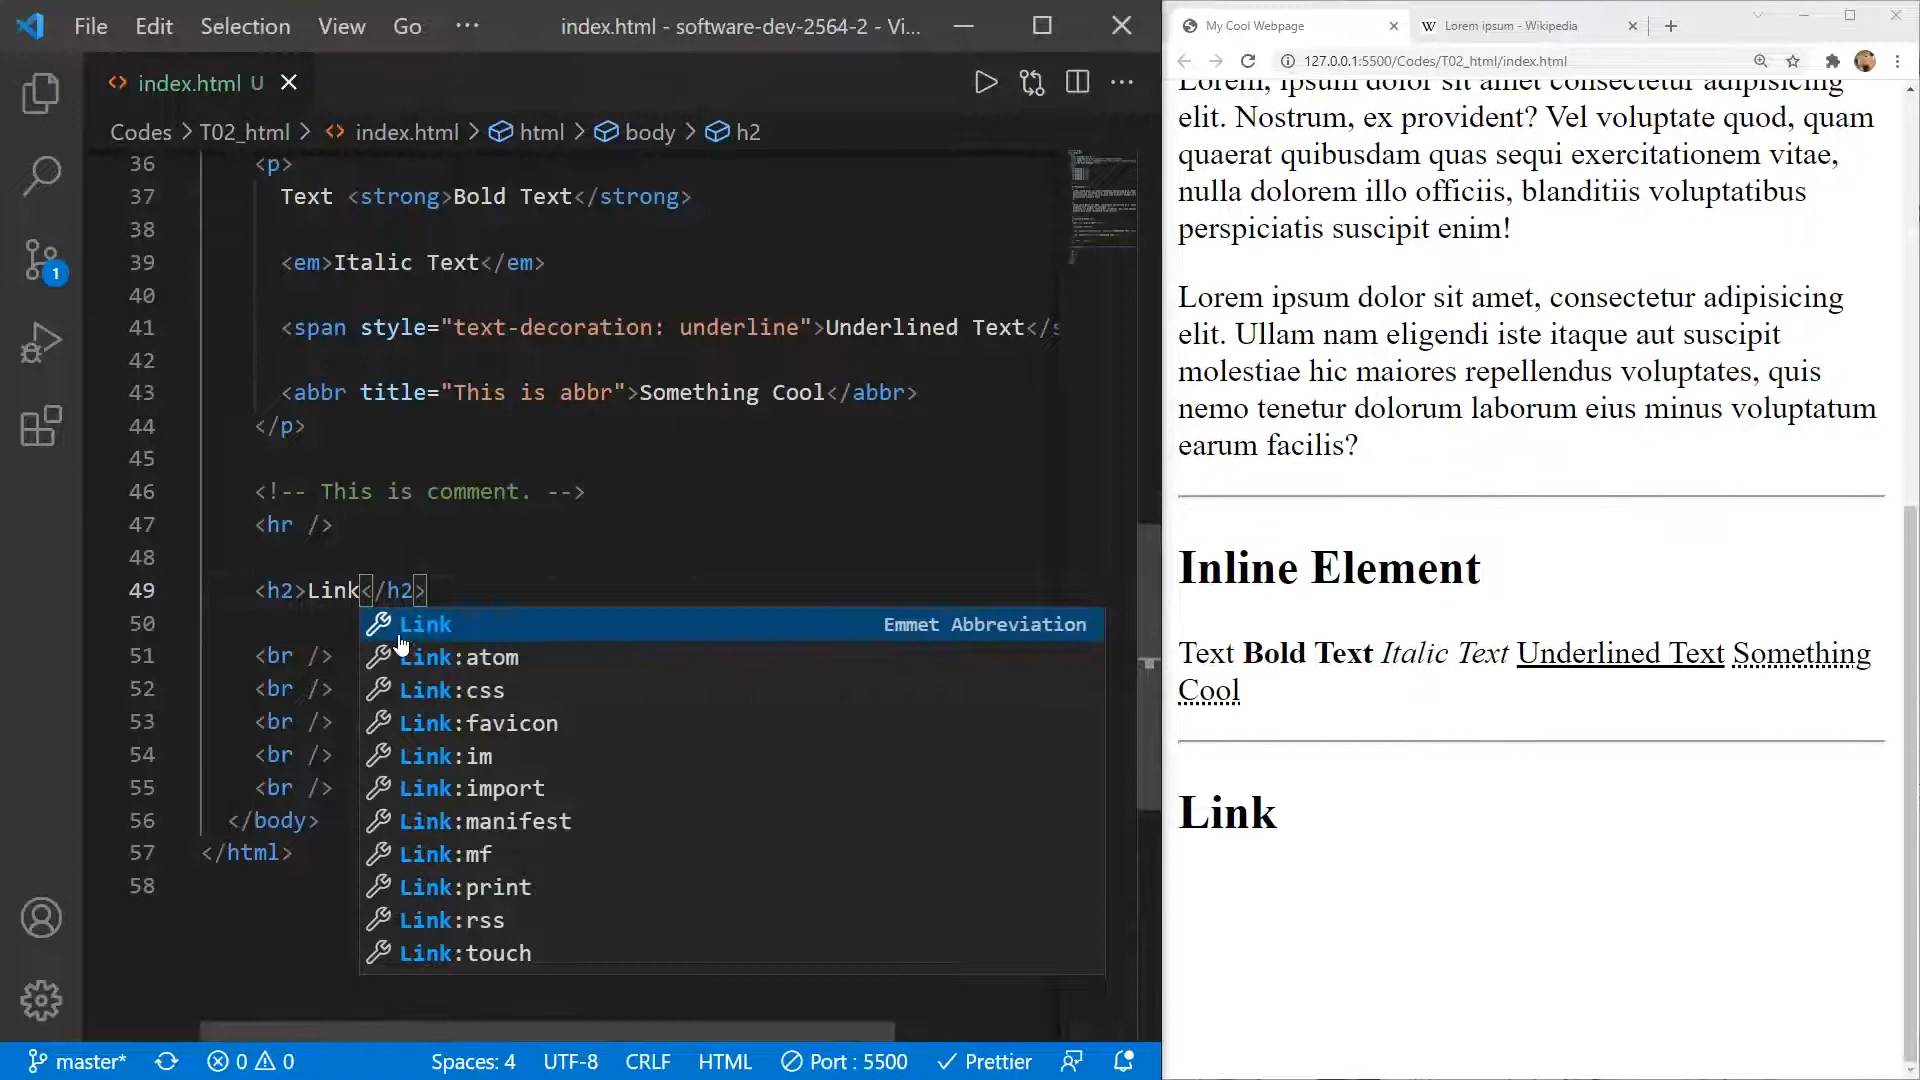 File Edit Selection View Go ··· index.html - software-dev-2564-2 - Vi...
index.html U
Codes > T02_html > index.html > html > body > h2
36 <p>
37 Text <strong>Bold Text</strong>
38
39 <em>Italic Text</em>
40
41 <span style="text-decoration: underline">Underlined Text</s
42
43 <abbr title="This is abbr">Something Cool</abbr>
44 </p>
45
46 <!-- This is comment. -->
47 <hr />
48
49 <h2>Link</h2>
50
51 <br />
52 <br />
53 <br />
54 <br />
55 <br />
56 </body>
57 </html>
58
Link Emmet Abbreviation
Link:atom
Link:css
Link:favicon
Link:im
Link:import
Link:manifest
Link:mf
Link:print
Link:rss
Link:touch
1
master* 0 0 Spaces: 4 UTF-8 CRLF HTML Port : 5500 Prettier
My Cool Webpage Lorem ipsum - Wikipedia
127.0.0.1:5500/Codes/T02_html/index.html
Lorem, ipsum dolor sit amet consectetur adipisicing
elit. Nostrum, ex provident? Vel voluptate quod, quam
quaerat quibusdam quas sequi exercitationem vitae,
nulla dolorem illo officiis, blanditiis voluptatibus
perspiciatis suscipit enim!
Lorem ipsum dolor sit amet, consectetur adipisicing
elit. Ullam nam eligendi iste itaque aut suscipit
molestiae hic maiores repellendus voluptates, quis
nemo tenetur dolorum laborum eius minus voluptatum
earum facilis?
Inline Element
Text Bold Text Italic Text Underlined Text Something
Cool
Link